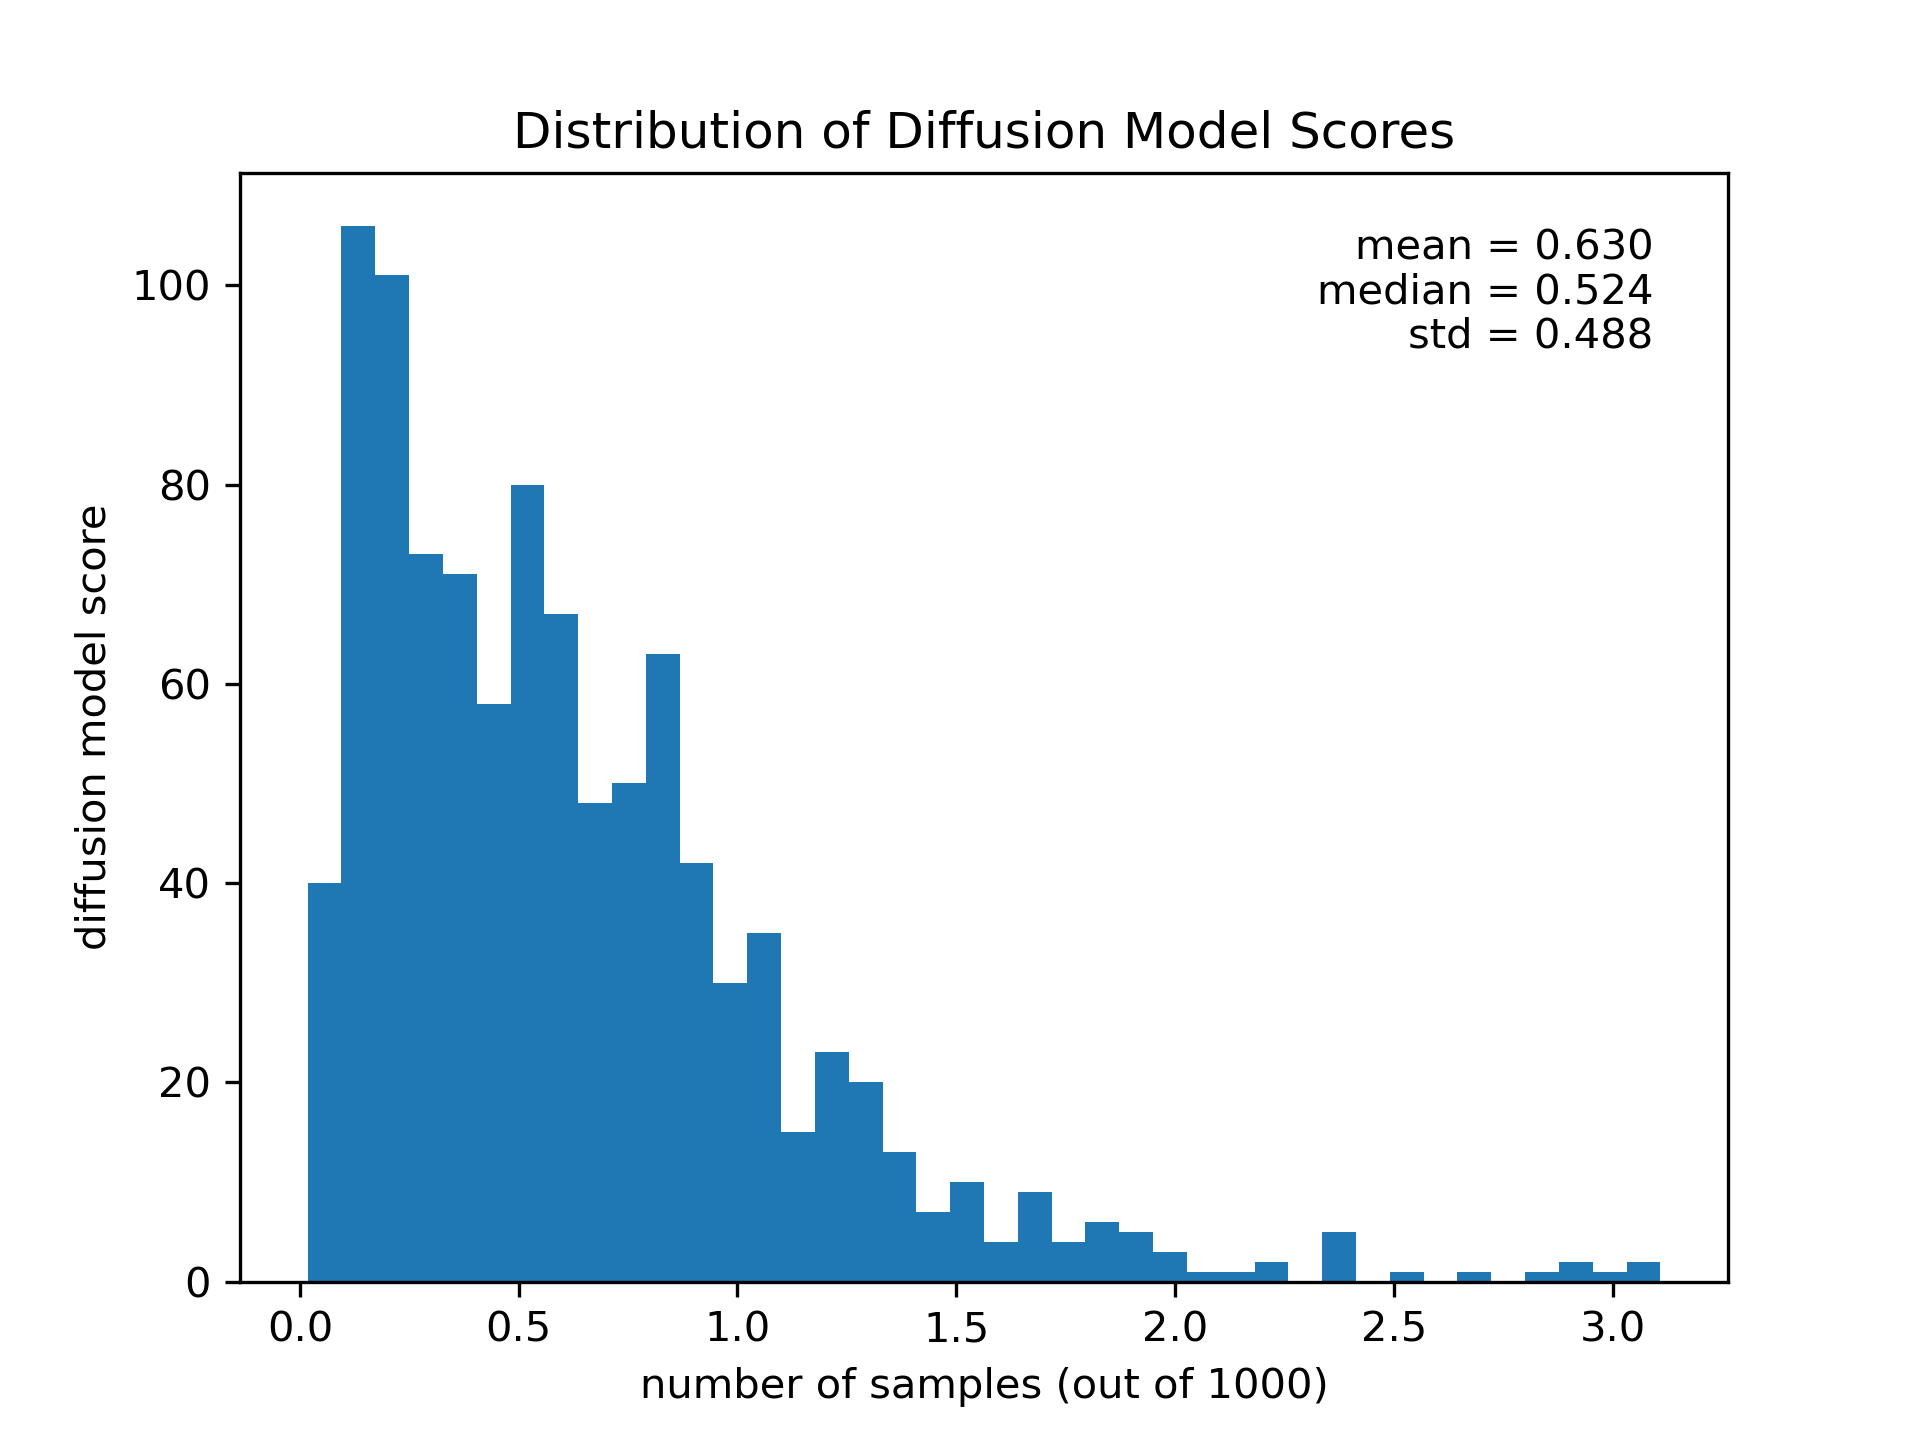 Distribution of Diffusion Model Scores
mean = 0.630
median = 0.524
std = 0.488
100
80
60
40
20
0
diffusion model score
0.0 0.5 1.0 1.5 2.0 2.5 3.0
number of samples (out of 1000)